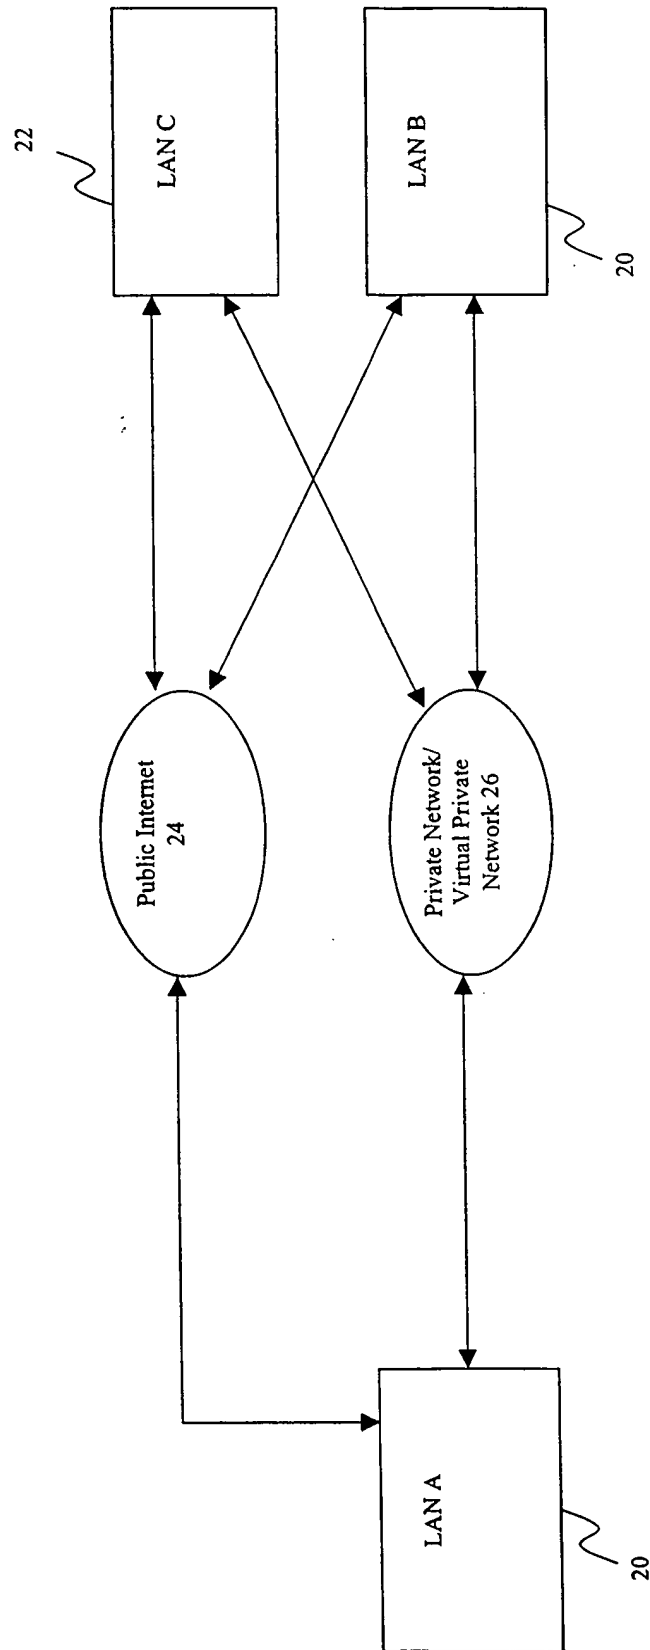 22
LAN C
LAN B
20
Public Internet
24
Private Network/
Virtual Private
Network 26
LAN A
20